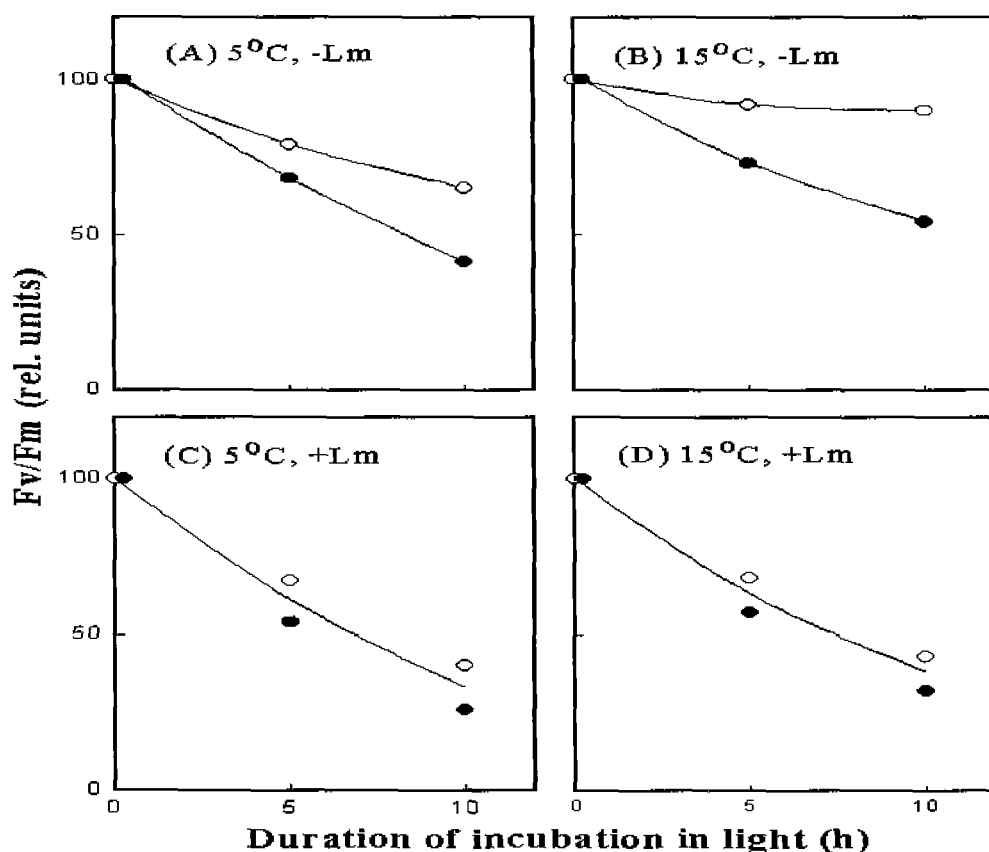 (A) 5°C, -Lm
(B) 15°C, -Lm
100
50
0
(C) 5°C, +Lm
(D) 15°C, +Lm
100
50
0
0 5 10
0 5 10
Fv/Fm (rel. units)
Duration of incubation in light (h)